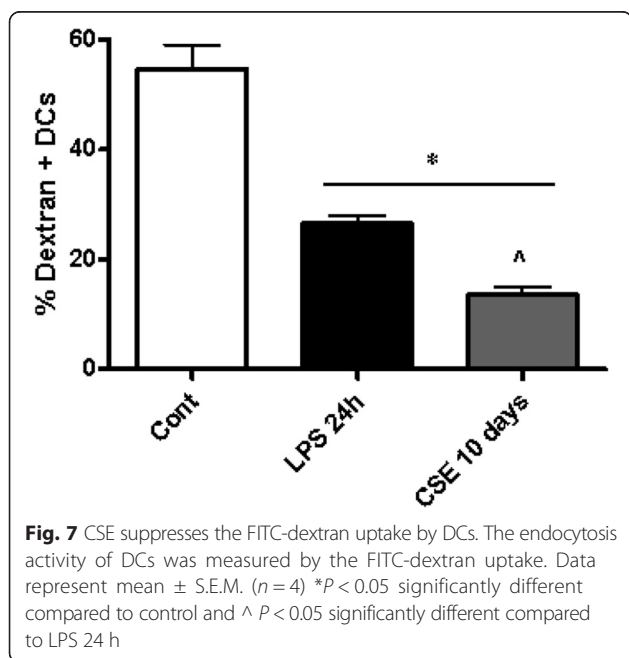 60
40
20
0
% Dextran + DCs
*
^
Cont
LPS 24h
CSE 10 days
Fig. 7 CSE suppresses the FITC-dextran uptake by DCs. The endocytosis
activity of DCs was measured by the FITC-dextran uptake. Data
represent mean ± S.E.M. (n = 4) *P < 0.05 significantly different
compared to control and ^ P < 0.05 significantly different compared
to LPS 24 h